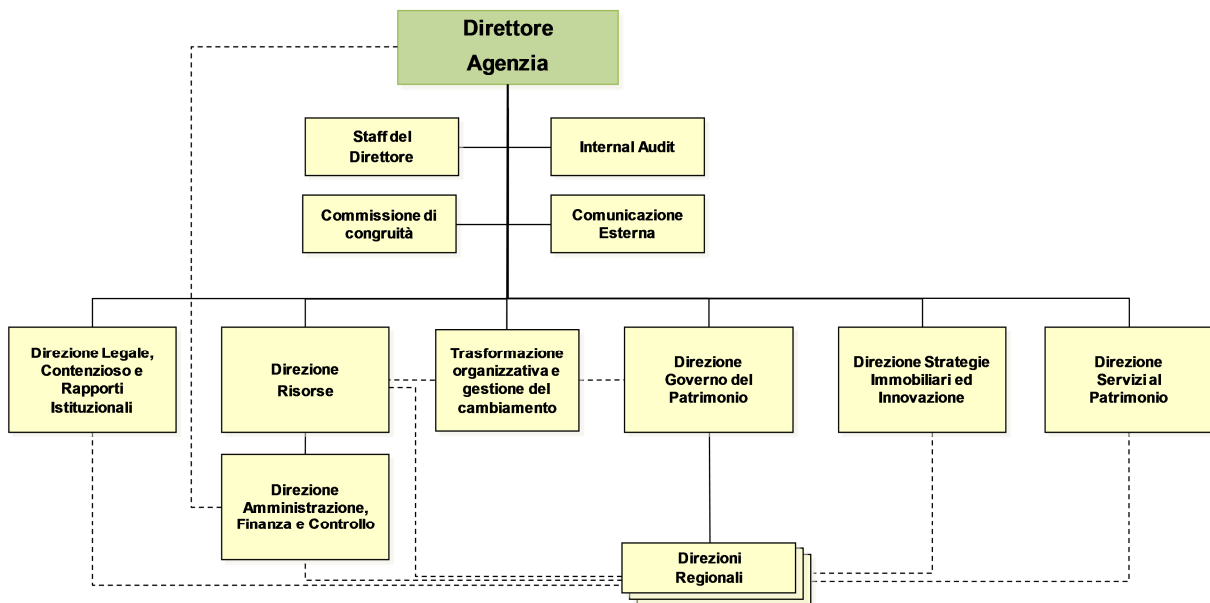 Direttore
Agenzia
Staff del
Direttore
Internal Audit
Commissione di
congruità
Comunicazione
Esterna
Direzione Legale,
Contenzioso e
Rapporti
Istituzionali
Direzione
Risorse
Trasformazione
organizzativa e
gestione del
cambiamento
Direzione
Governo del
Patrimonio
Direzione Strategie
Immobiliari ed
Innovazione
Direzione
Servizi al
Patrimonio
Direzione
Amministrazione,
Finanza e Controllo
Direzioni
Regionali